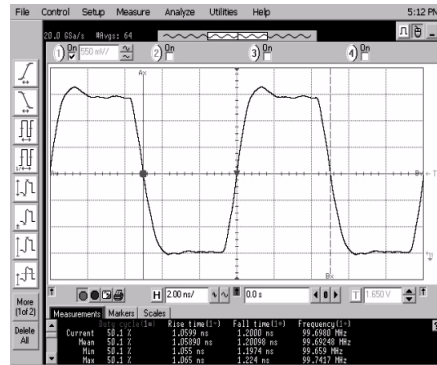 File Control Setup Measure Analyze Utilities Help 5:12 PM
20.0 GSa/s #Avgs: 64
1 On 550 mV/ 2 On 3 On 4 On
Ax
T
Bx
H 2.00 ns/ 0.0 s T 1.650 V
More
(1of 2)
Delete
All
Measurements Markers Scales
Duty cycle(1) Rise time(1) Fall time(1) Frequency(1)
Current 50.1 % 1.0599 ns 1.2000 ns 99.6980 MHz
Mean 50.1 % 1.05890 ns 1.20098 ns 99.69248 MHz
Min 50.1 % 1.055 ns 1.1974 ns 99.659 MHz
Max 50.1 % 1.065 ns 1.224 ns 99.7417 MHz